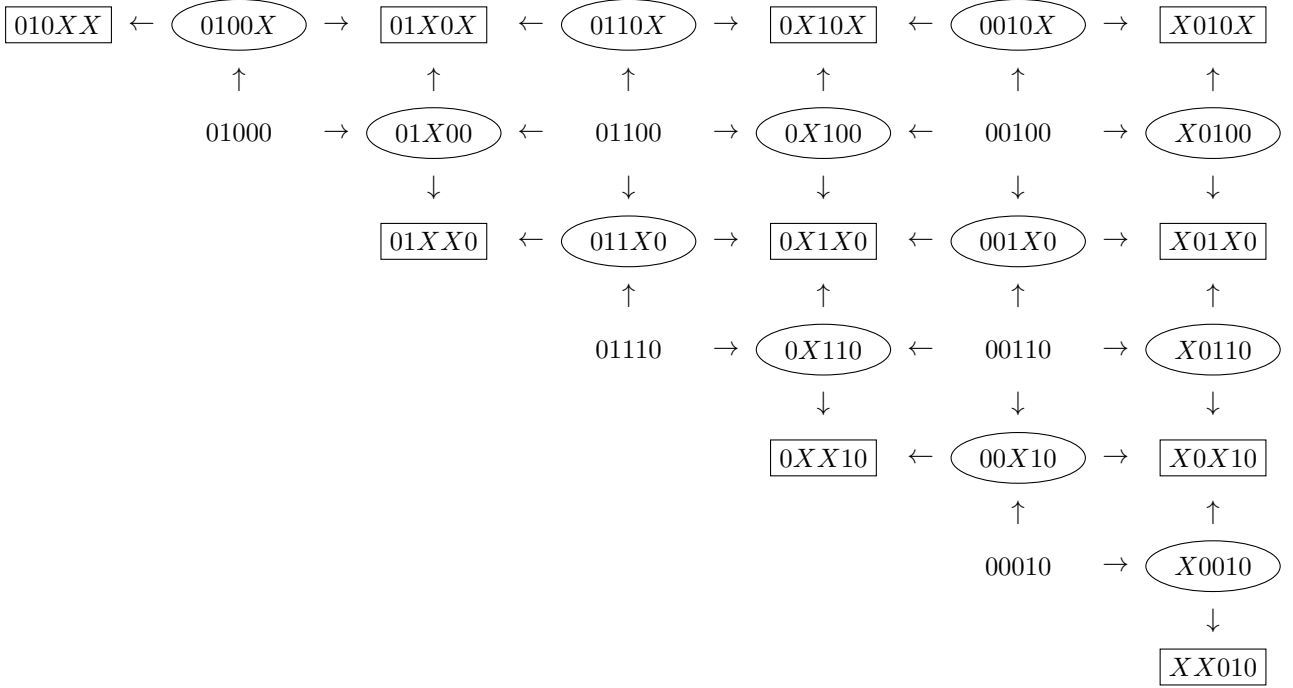 010XX ← 0100X → 01X0X ← 0110X → 0X10X ← 0010X → X010X
↑ ↑ ↑ ↑ ↑ ↑
01000 → 01X00 ← 01100 → 0X100 ← 00100 → X0100
↓ ↓ ↓ ↓ ↓
01XX0 ← 011X0 → 0X1X0 ← 001X0 → X01X0
↑ ↑ ↑ ↑
01110 → 0X110 ← 00110 → X0110
↓ ↓ ↓
0XX10 ← 00X10 → X0X10
↑ ↑
00010 → X0010
↓
XX010